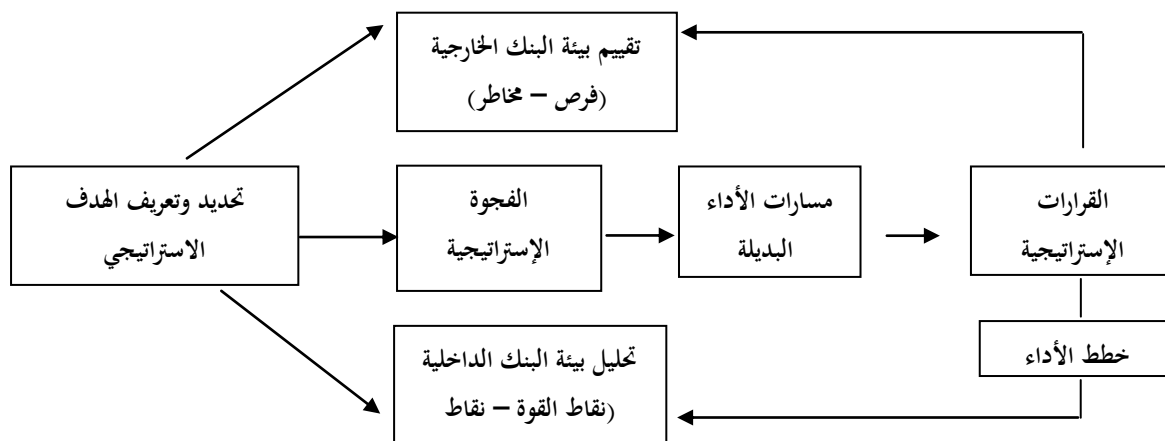 تقييم بيئة البنك الخارجية
(فرص – مخاطر)
تحديد وتعريف الهدف
الاستراتيجي
الفجوة
الإستراتيجية
مسارات الأداء
البديلة
القرارات
الإستراتيجية
خطط الأداء
تحليل بيئة البنك الداخلية
(نقاط القوة – نقاط